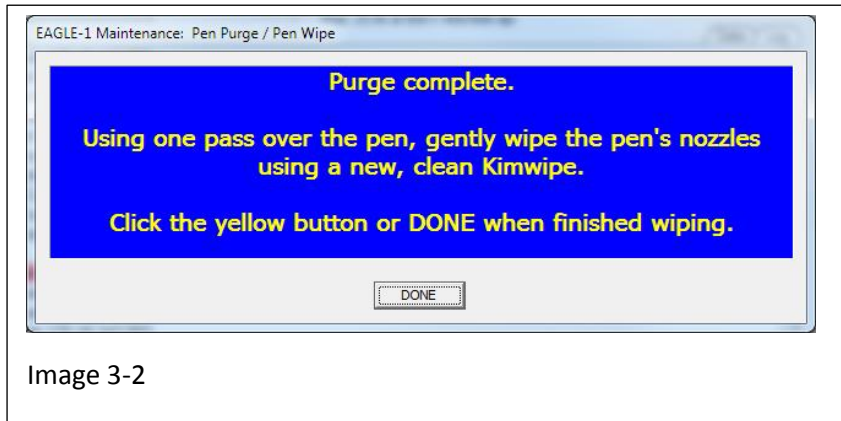 EAGLE-1 Maintenance: Pen Purge / Pen Wipe
Purge complete.
Using one pass over the pen, gently wipe the pen's nozzles
using a new, clean Kimwipe.
Click the yellow button or DONE when finished wiping.
DONE
Image 3-2